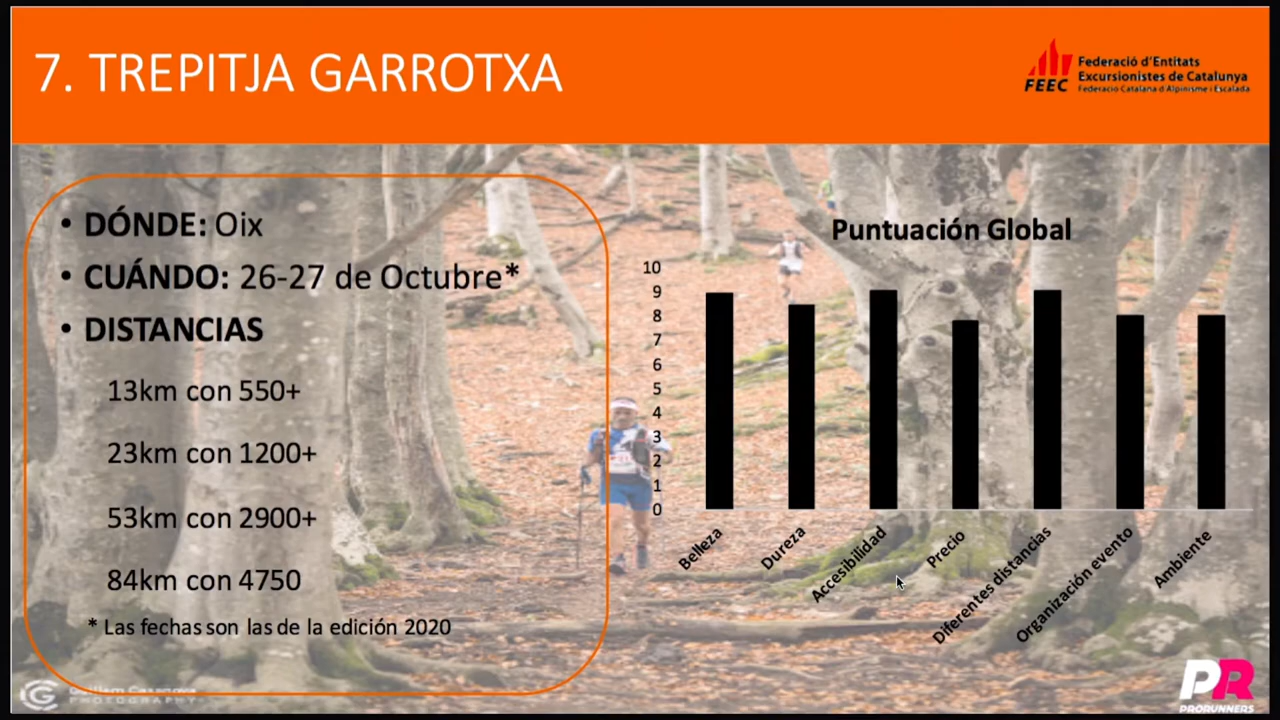 7. TREPITJA GARROTXA
FEEC
Federació d'Entitats
Excursionistes de Catalunya
Federació Catalana d'Alpinisme i Escalada
• DÓNDE: Oix
• CUÁNDO: 26-27 de Octubre*
• DISTANCIAS
13km con 550+
23km con 1200+
53km con 2900+
84km con 4750
* Las fechas son las de la edición 2020
Puntuación Global
10
9
8
7
6
5
4
3
2
1
0
Belleza
Dureza
Accesibilidad
Precio
Diferentes distancias
Organización evento
Ambiente
PHOTOGRAPHY
PR
PRORUNNERS